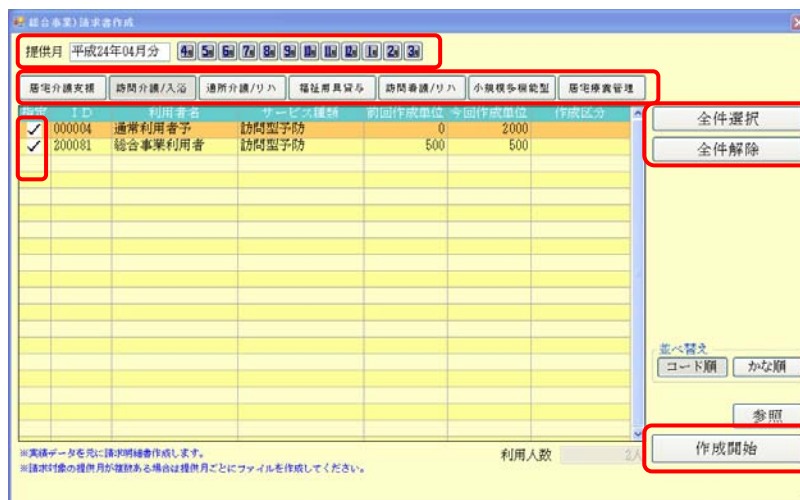 総合事業)請求書作成
提供月 平成24年04月分 4月 5月 6月 7月 8月 9月 10月 11月 12月 1月 2月 3月
居宅介護支援 訪問介護/入浴 通所介護/リハ 福祉用具貸与 訪問看護/リハ 小規模多機能型 居宅療養管理
指定 ID 利用者名 サービス種類 前回作成単位 今回作成単位 作成区分
✓ 000004 通常利用者予 訪問型予防 0 2000
✓ 200081 総合事業利用者 訪問型予防 500 500
全件選択
全件解除
並べ替え
コード順 かな順
参照
作成開始
※実績データを元に請求明細書作成します。
※請求対象の提供月が複数ある場合は提供月ごとにファイルを作成してください。
利用人数 2人